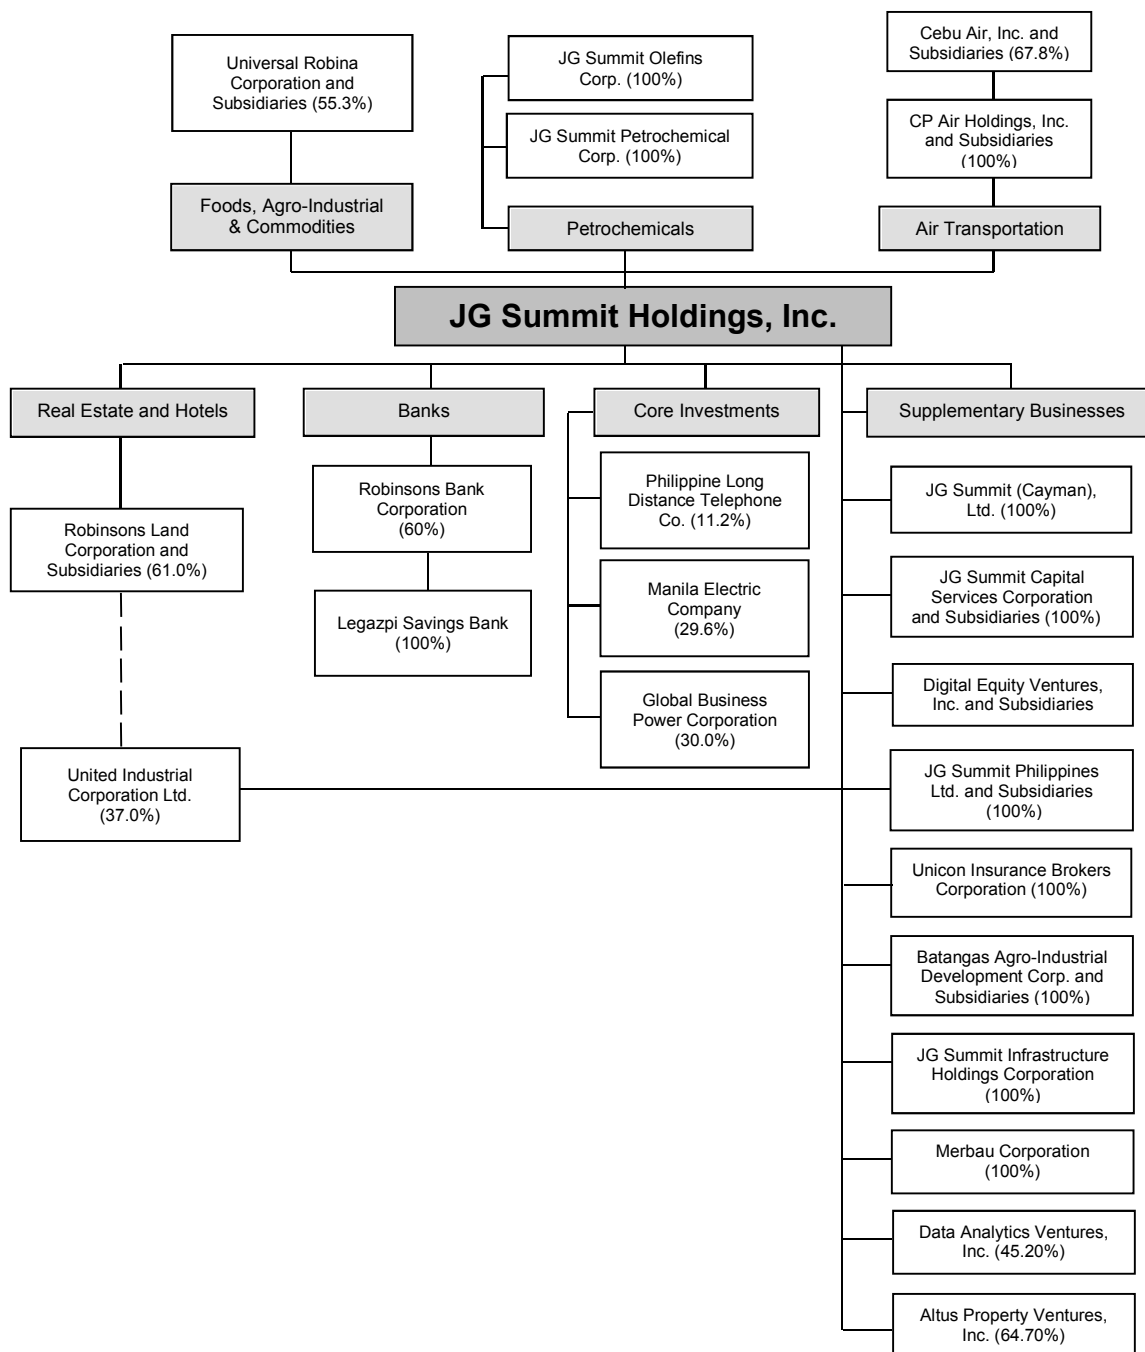 Universal Robina
Corporation and
Subsidiaries (55.3%)
JG Summit Olefins
Corp. (100%)
JG Summit Petrochemical
Corp. (100%)
Cebu Air, Inc. and
Subsidiaries (67.8%)
CP Air Holdings, Inc.
and Subsidiaries
(100%)
Foods, Agro-Industrial
& Commodities
Petrochemicals
Air Transportation
JG Summit Holdings, Inc.
Real Estate and Hotels
Banks
Core Investments
Supplementary Businesses
Robinsons Land
Corporation and
Subsidiaries (61.0%)
United Industrial
Corporation Ltd.
(37.0%)
Robinsons Bank
Corporation
(60%)
Legazpi Savings Bank
(100%)
Philippine Long
Distance Telephone
Co. (11.2%)
Manila Electric
Company
(29.6%)
Global Business
Power Corporation
(30.0%)
JG Summit (Cayman),
Ltd. (100%)
JG Summit Capital
Services Corporation
and Subsidiaries (100%)
Digital Equity Ventures,
Inc. and Subsidiaries
JG Summit Philippines
Ltd. and Subsidiaries
(100%)
Unicon Insurance Brokers
Corporation (100%)
Batangas Agro-Industrial
Development Corp. and
Subsidiaries (100%)
JG Summit Infrastructure
Holdings Corporation
(100%)
Merbau Corporation
(100%)
Data Analytics Ventures,
Inc. (45.20%)
Altus Property Ventures,
Inc. (64.70%)